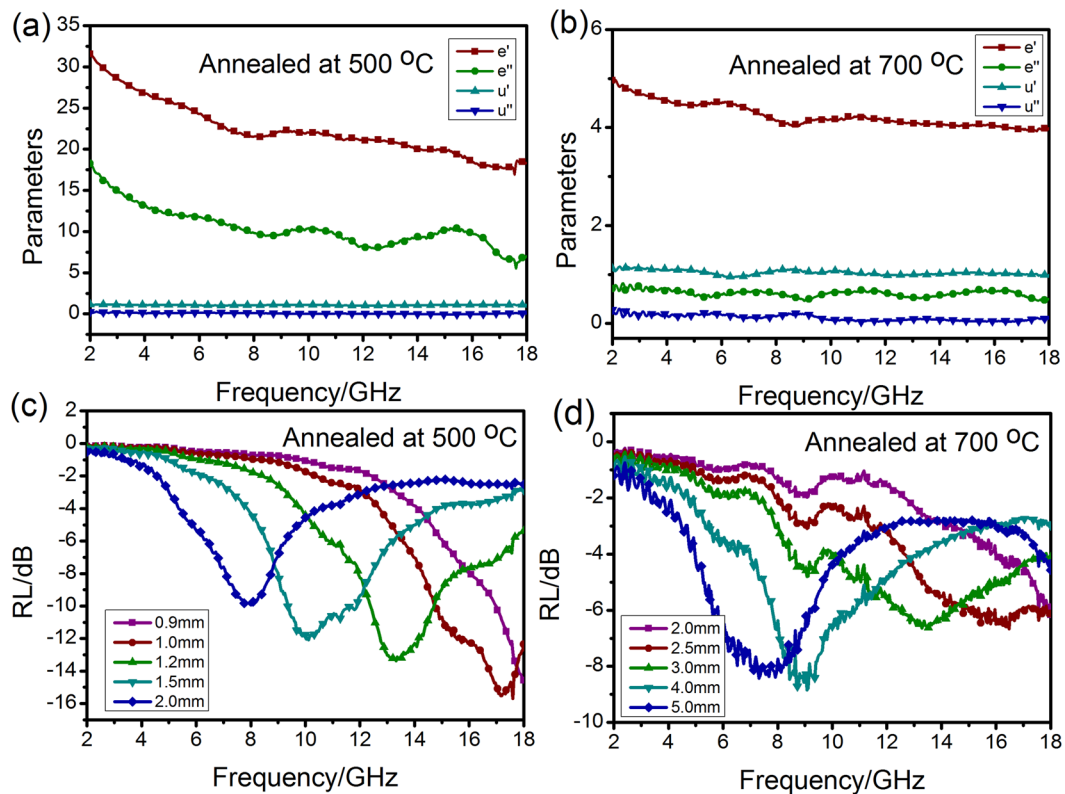 (a)
Annealed at 500 °C
e'
e''
u'
u''
35
30
25
20
15
10
5
0
Parameters
2 4 6 8 10 12 14 16 18
Frequency/GHz
(b)
Annealed at 700 °C
e'
e''
u'
u''
6
4
2
0
Parameters
2 4 6 8 10 12 14 16 18
Frequency/GHz
(c)
Annealed at 500 °C
2
0
-2
-4
-6
-8
-10
-12
-14
-16
RL/dB
0.9mm
1.0mm
1.2mm
1.5mm
2.0mm
2 4 6 8 10 12 14 16 18
Frequency/GHz
(d)
Annealed at 700 °C
0
-2
-4
-6
-8
-10
RL/dB
2.0mm
2.5mm
3.0mm
4.0mm
5.0mm
2 4 6 8 10 12 14 16 18
Frequency/GHz